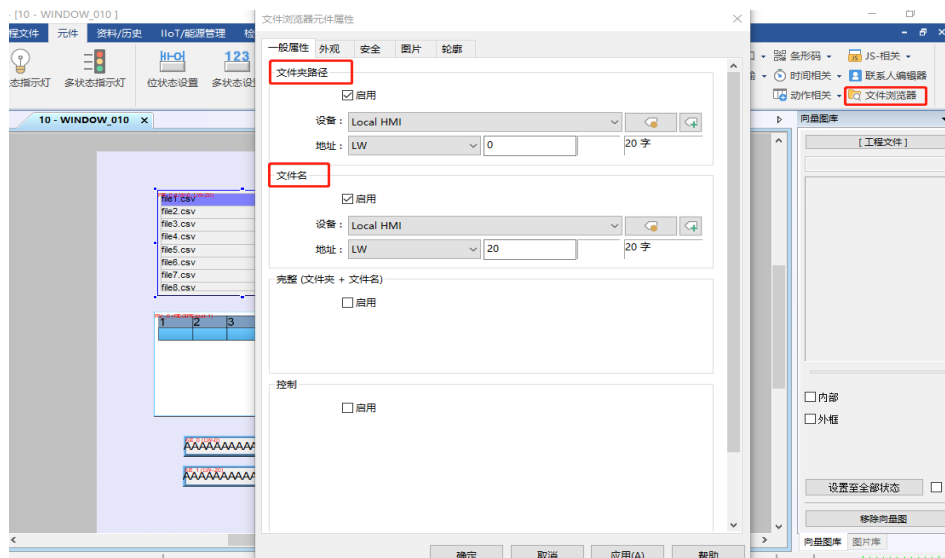 [10 - WINDOW_010 ]
文件浏览器元件属性
程文件 元件 资料/历史 IIoT/能源管理 检
态指示灯 多状态指示灯 位状态设置 多状态设
123
条形码 JS-相关
时间相关 联系人编辑器
动作相关 文件浏览器
10 - WINDOW_010
一般属性 外观 安全 图片 轮廓
文件夹路径
启用
设备： Local HMI
地址： LW 0 20 字
文件名
启用
设备： Local HMI
地址： LW 20 20 字
完整 (文件夹 + 文件名)
启用
控制
启用
确定 取消 应用(A) 帮助
file1.csv
file2.csv
file3.csv
file4.csv
file5.csv
file6.csv
file7.csv
file8.csv
1 2 3
向量图库
[ 工程文件 ]
内部
外框
设置至全部状态
移除向量图
向量图库 图片库